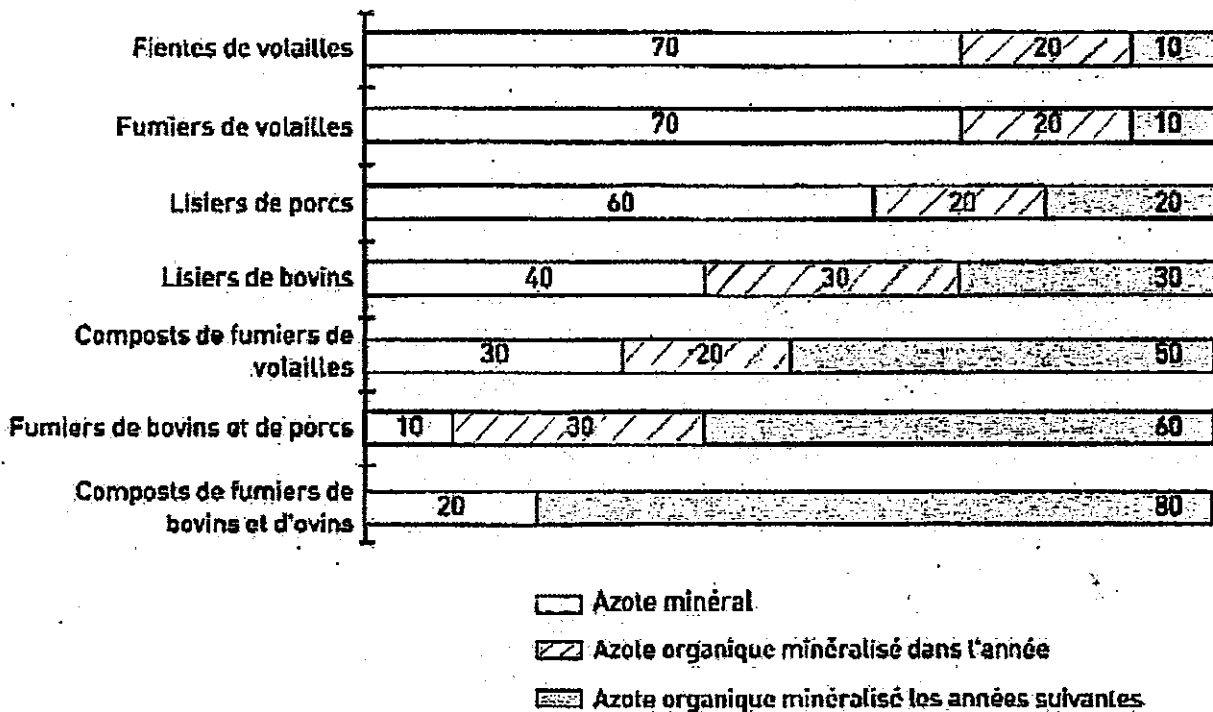 Fientes de volailles 70 20 10
Fumiers de volailles 70 20 10
Lisiers de porcs 60 20 20
Lisiers de bovins 40 30 30
Composts de fumiers de
volailles 30 20 50
Fumiers de bovins et de porcs 10 30 60
Composts de fumiers de
bovins et d'ovins 20 80
Azote minéral
Azote organique minéralisé dans l'année
Azote organique minéralisé les années suivantes